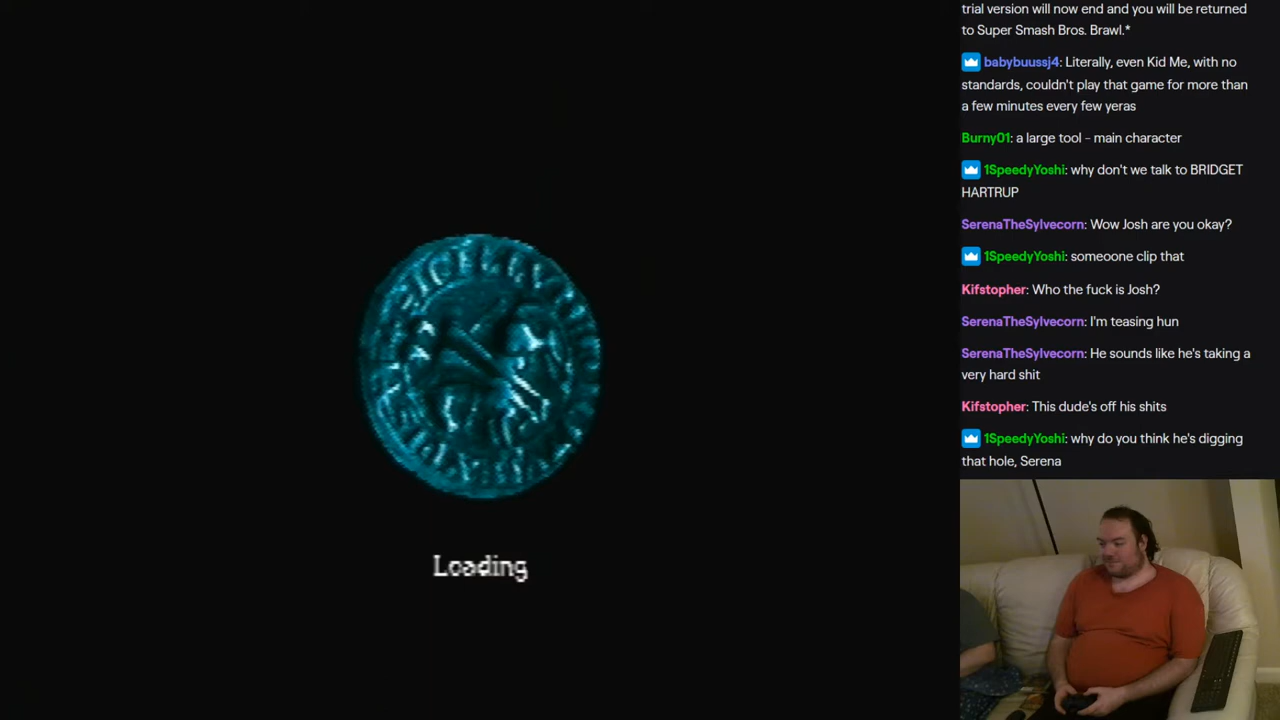 trial version will now end and you will be returned
to Super Smash Bros. Brawl.*
babybuussj4: Literally, even Kid Me, with no
standards, couldn't play that game for more than
a few minutes every few yeras
Burny01: a large tool - main character
1SpeedyYoshi: why don't we talk to BRIDGET
HARTRUP
SerenaTheSylvecorn: Wow Josh are you okay?
1SpeedyYoshi: someoone clip that
Kifstopher: Who the fuck is Josh?
SerenaTheSylvecorn: I'm teasing hun
SerenaTheSylvecorn: He sounds like he's taking a
very hard shit
Kifstopher: This dude's off his shits
1SpeedyYoshi: why do you think he's digging
that hole, Serena
Loading